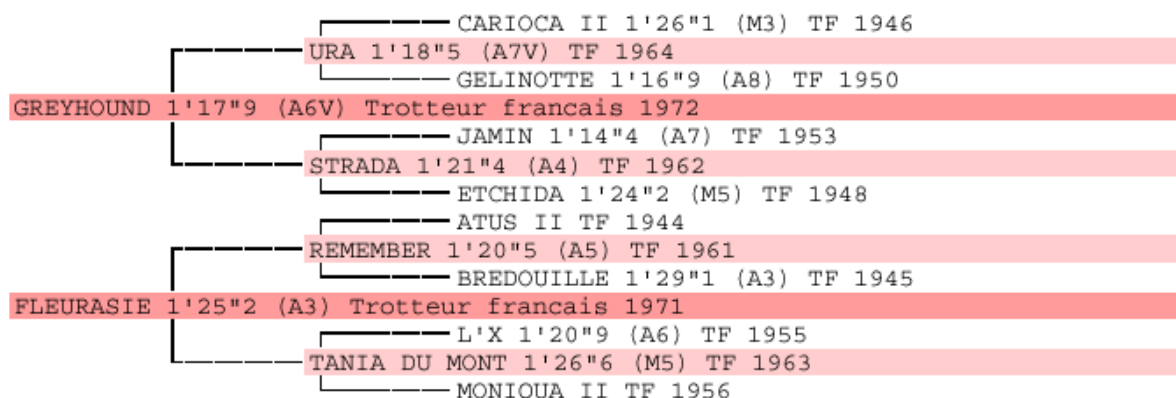 CARIOCA II 1'26"1 (M3) TF 1946
URA 1'18"5 (A7V) TF 1964
GELINOTTE 1'16"9 (A8) TF 1950
GREYHOUND 1'17"9 (A6V) Trotteur francais 1972
JAMIN 1'14"4 (A7) TF 1953
STRADA 1'21"4 (A4) TF 1962
ETCHIDA 1'24"2 (M5) TF 1948
ATUS II TF 1944
REMEMBER 1'20"5 (A5) TF 1961
BREDOUILLE 1'29"1 (A3) TF 1945
FLEURASIE 1'25"2 (A3) Trotteur francais 1971
L'X 1'20"9 (A6) TF 1955
TANIA DU MONT 1'26"6 (M5) TF 1963
MONIQUA II TF 1956